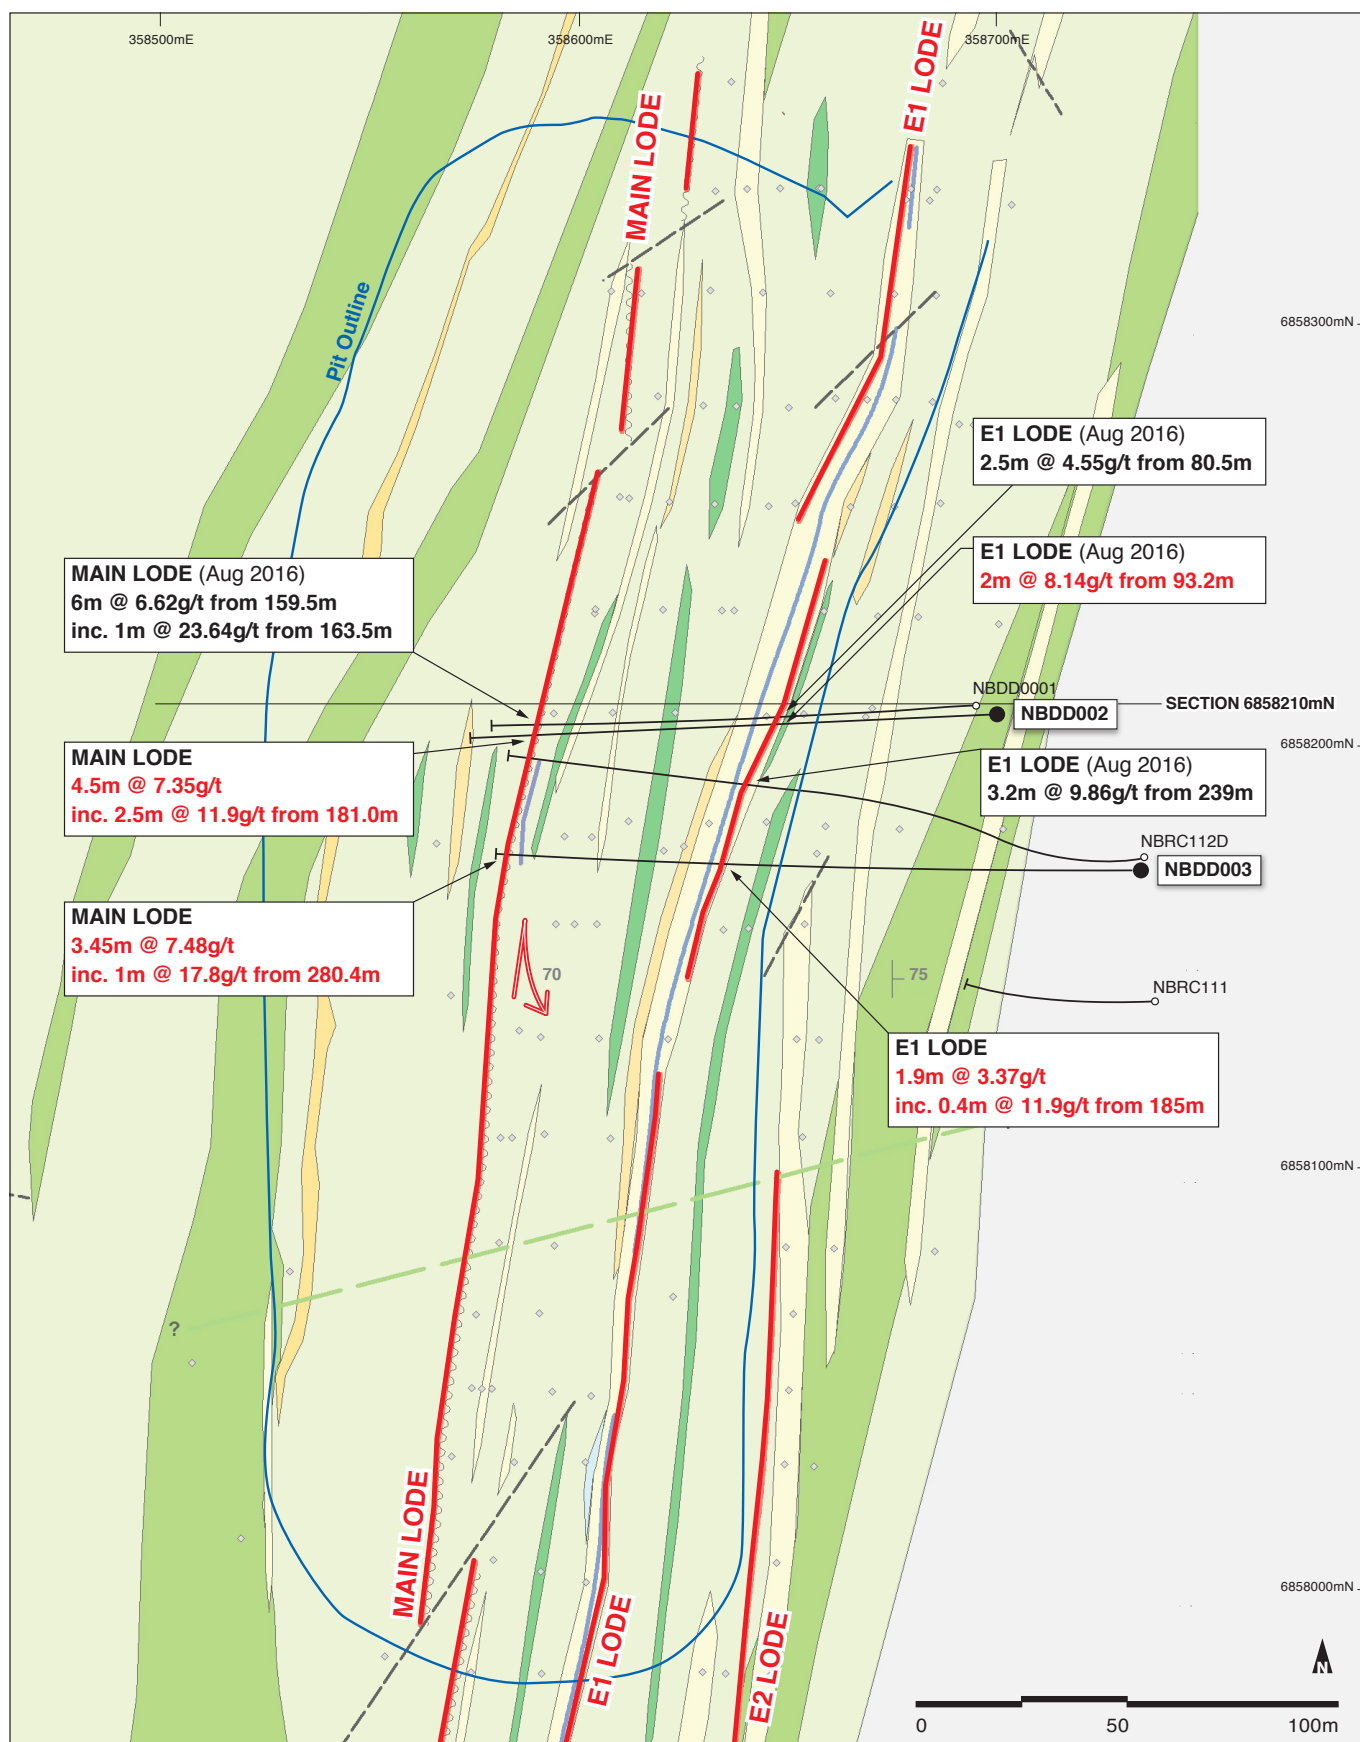 358500mE
358600mE
358700mE
MAIN LODE
E1 LODE
Pit Outline
6858300mN
E1 LODE (Aug 2016)
2.5m @ 4.55g/t from 80.5m
E1 LODE (Aug 2016)
2m @ 8.14g/t from 93.2m
MAIN LODE (Aug 2016)
6m @ 6.62g/t from 159.5m
inc. 1m @ 23.64g/t from 163.5m
NBDD0001
SECTION 6858210mN
NBDD002
6858200mN
MAIN LODE
4.5m @ 7.35g/t
inc. 2.5m @ 11.9g/t from 181.0m
E1 LODE (Aug 2016)
3.2m @ 9.86g/t from 239m
NBRC112D
NBDD003
MAIN LODE
3.45m @ 7.48g/t
inc. 1m @ 17.8g/t from 280.4m
70
75
NBRC111
E1 LODE
1.9m @ 3.37g/t
inc. 0.4m @ 11.9g/t from 185m
6858100mN
?
MAIN LODE
6858000mN
E1 LODE
E2 LODE
N
0 50 100m